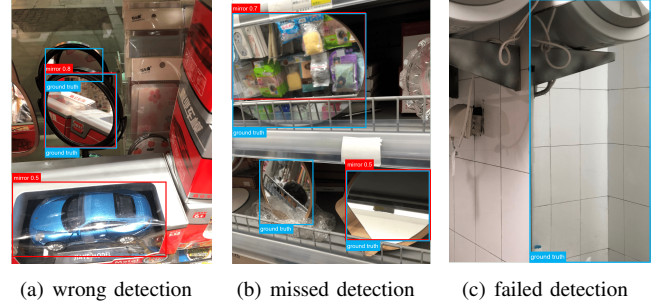 mirror 0.8
ground truth
ground truth
mirror 0.5
mirror 0.7
ground truth
mirror 0.5
ground truth
ground truth
ground truth
(a) wrong detection
(b) missed detection
(c) failed detection